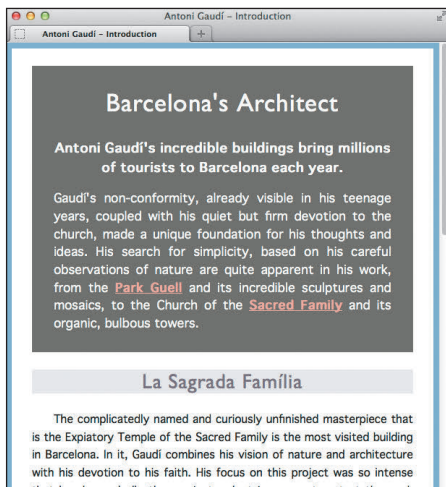 Antoni Gaudí – Introduction
Antoni Gaudí – Introduction
+
Barcelona's Architect
Antoni Gaudí's incredible buildings bring millions
of tourists to Barcelona each year.
Gaudí's non-conformity, already visible in his teenage
years, coupled with his quiet but firm devotion to the
church, made a unique foundation for his thoughts and
ideas. His search for simplicity, based on his careful
observations of nature are quite apparent in his work,
from the Park Guell and its incredible sculptures and
mosaics, to the Church of the Sacred Family and its
organic, bulbous towers.
La Sagrada Família
The complicatedly named and curiously unfinished masterpiece that
is the Expiatory Temple of the Sacred Family is the most visited building
in Barcelona. In it, Gaudí combines his vision of nature and architecture
with his devotion to his faith. His focus on this project was so intense